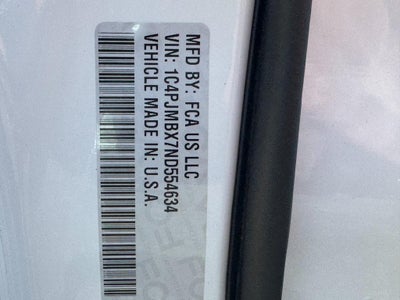 MFD BY: FCA US LLC
VIN: 1C4PJMBX7ND554634
VEHICLE MADE IN: U.S.A.